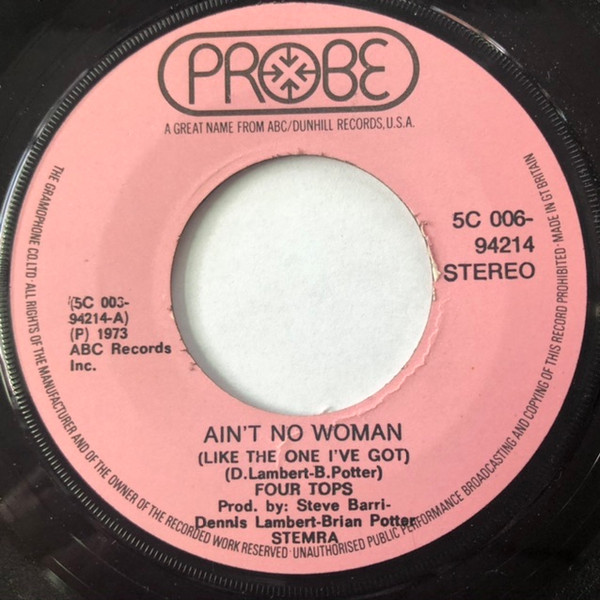 PROBE
A GREAT NAME FROM ABC/DUNHILL RECORDS, U.S.A.
THE GRAMOPHONE CO. LTD · ALL RIGHTS OF THE MANUFACTURER AND OF THE OWNER OF THE RECORDED WORK RESERVED · UNAUTHORISED PUBLIC PERFORMANCE BROADCASTING AND COPYING OF THIS RECORD PROHIBITED · MADE IN GT BRITAIN
5C 006-
94214
STEREO
(5C 006-
94214-A)
(P) 1973
ABC Records
Inc.
AIN'T NO WOMAN
(LIKE THE ONE I'VE GOT)
(D.Lambert-B.Potter)
FOUR TOPS
Prod. by: Steve Barri-
Dennis Lambert-Brian Potter
STEMRA